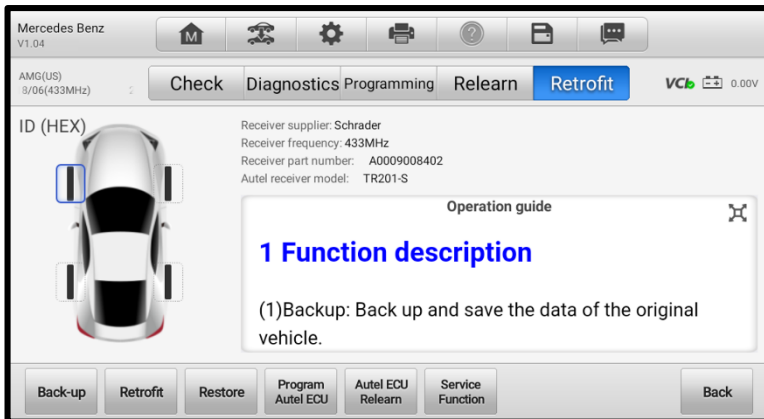 Mercedes Benz
V1.04
M
?
AMG(US)
8/06(433MHz)
Check Diagnostics Programming Relearn Retrofit
VCI 0.00V
ID (HEX)
Receiver supplier: Schrader
Receiver frequency: 433MHz
Receiver part number: A0009008402
Autel receiver model: TR201-S
Operation guide
1 Function description
(1)Backup: Back up and save the data of the original
vehicle.
Back-up Retrofit Restore Program Autel ECU Autel ECU Relearn Service Function Back